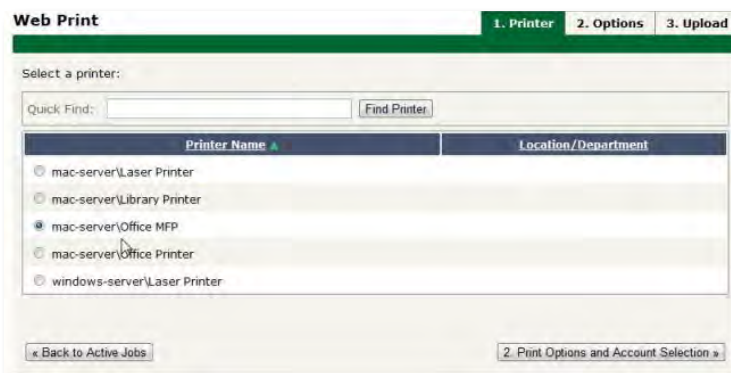 Web Print
1. Printer 2. Options 3. Upload
Select a printer:
Quick Find: Find Printer
Printer Name Location/Department
mac-server\Laser Printer
mac-server\Library Printer
mac-server\Office MFP
mac-server\office Printer
windows-server\Laser Printer
« Back to Active Jobs 2. Print Options and Account Selection »